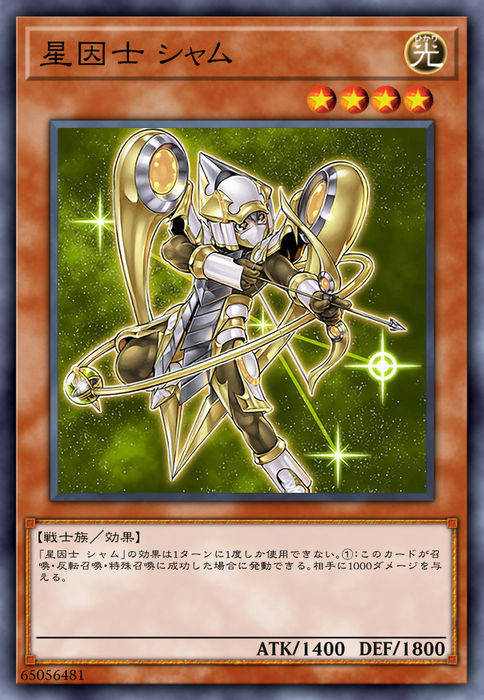 星因士 シャム
ひかり
光
【戦士族／効果】
「星因士 シャム」の効果は1ターンに1度しか使用できない。①：このカードが召
喚・反転召喚・特殊召喚に成功した場合に発動できる。相手に1000ダメージを与
える。
ATK/1400 DEF/1800
65056481